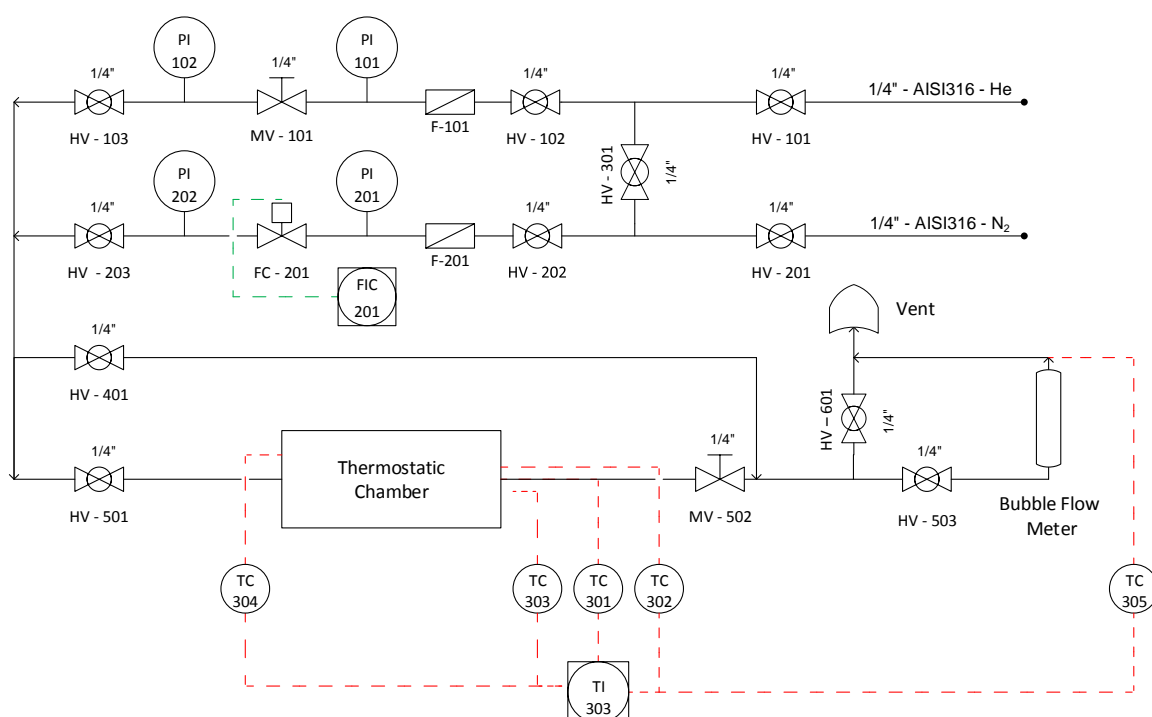 PI
102
PI
101
1/4"
1/4"
1/4"
1/4"
1/4" - AISI316 - He
HV - 103
MV - 101
F-101
HV - 102
HV - 101
HV - 301
1/4"
PI
202
PI
201
1/4"
1/4"
1/4"
1/4" - AISI316 - N₂
HV - 203
FC - 201
F-201
HV - 202
HV - 201
FIC
201
Vent
1/4"
HV - 401
HV – 601
1/4"
1/4"
Thermostatic
Chamber
1/4"
1/4"
HV - 501
MV - 502
HV - 503
Bubble Flow
Meter
TC
304
TC
303
TC
301
TC
302
TC
305
TI
303